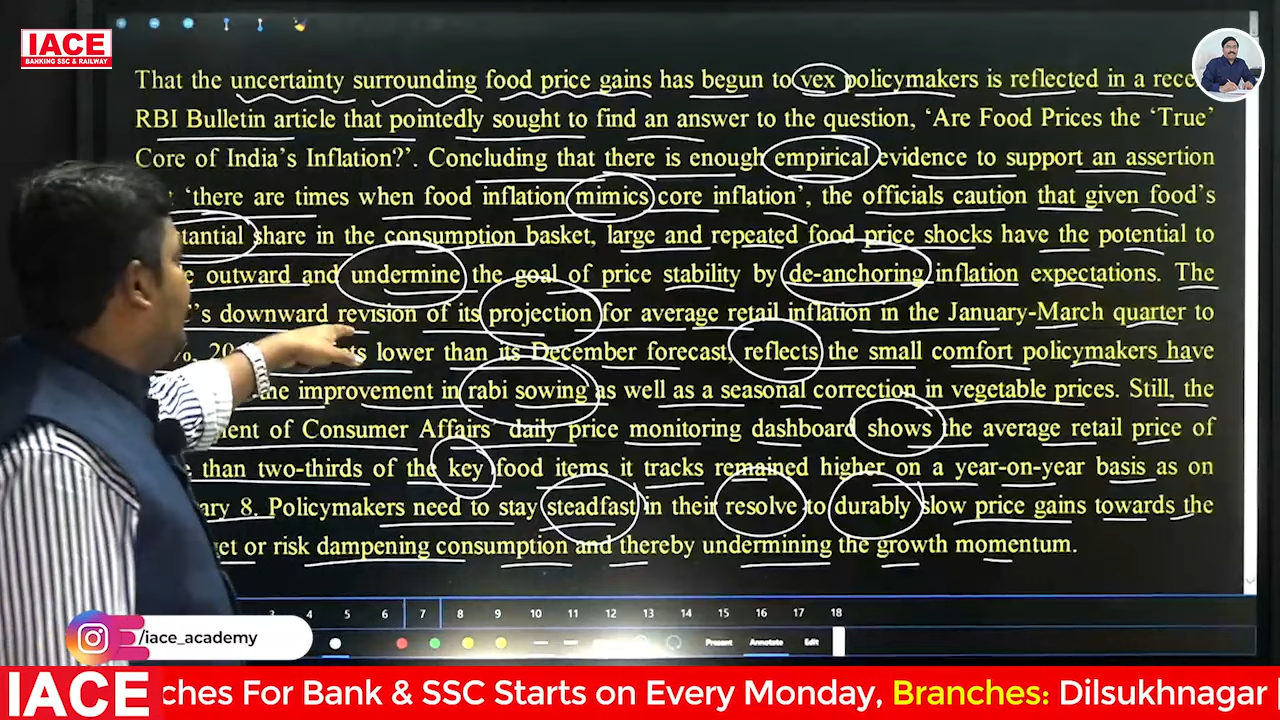 IACE
BANKING SSC & RAILWAY
That the uncertainty surrounding food price gains has begun to vex policymakers is reflected in a rece
RBI Bulletin article that pointedly sought to find an answer to the question, ‘Are Food Prices the ‘True’
Core of India’s Inflation?’. Concluding that there is enough empirical evidence to support an assertion
‘there are times when food inflation mimics core inflation’, the officials caution that given food’s
tantial share in the consumption basket, large and repeated food price shocks have the potential to
outward and undermine the goal of price stability by de-anchoring inflation expectations. The
’s downward revision of its projection for average retail inflation in the January-March quarter to
lower than its December forecast, reflects the small comfort policymakers have
the improvement in rabi sowing as well as a seasonal correction in vegetable prices. Still, the
ment of Consumer Affairs’ daily price monitoring dashboard shows the average retail price of
than two-thirds of the key food items it tracks remained higher on a year-on-year basis as on
ary 8. Policymakers need to stay steadfast in their resolve to durably slow price gains towards the
get or risk dampening consumption and thereby undermining the growth momentum.
3 4 5 6 7 8 9 10 11 12 13 14 15 16 17 18
Present Annotate Edit
/iace_academy
IACE ches For Bank & SSC Starts on Every Monday, Branches: Dilsukhnagar |